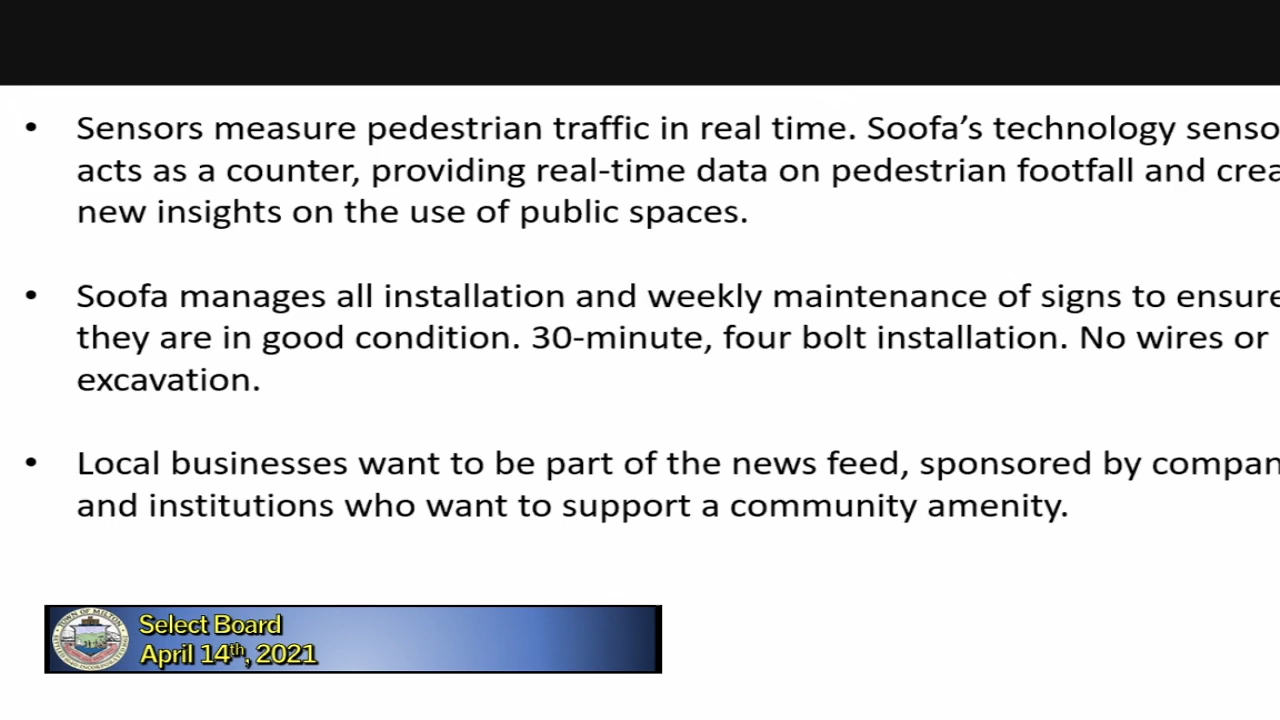 • Sensors measure pedestrian traffic in real time. Soofa's technology senso
acts as a counter, providing real-time data on pedestrian footfall and crea
new insights on the use of public spaces.
• Soofa manages all installation and weekly maintenance of signs to ensure
they are in good condition. 30-minute, four bolt installation. No wires or
excavation.
• Local businesses want to be part of the news feed, sponsored by compan
and institutions who want to support a community amenity.
TOWN OF MILTON
Select Board
April 14th, 2021